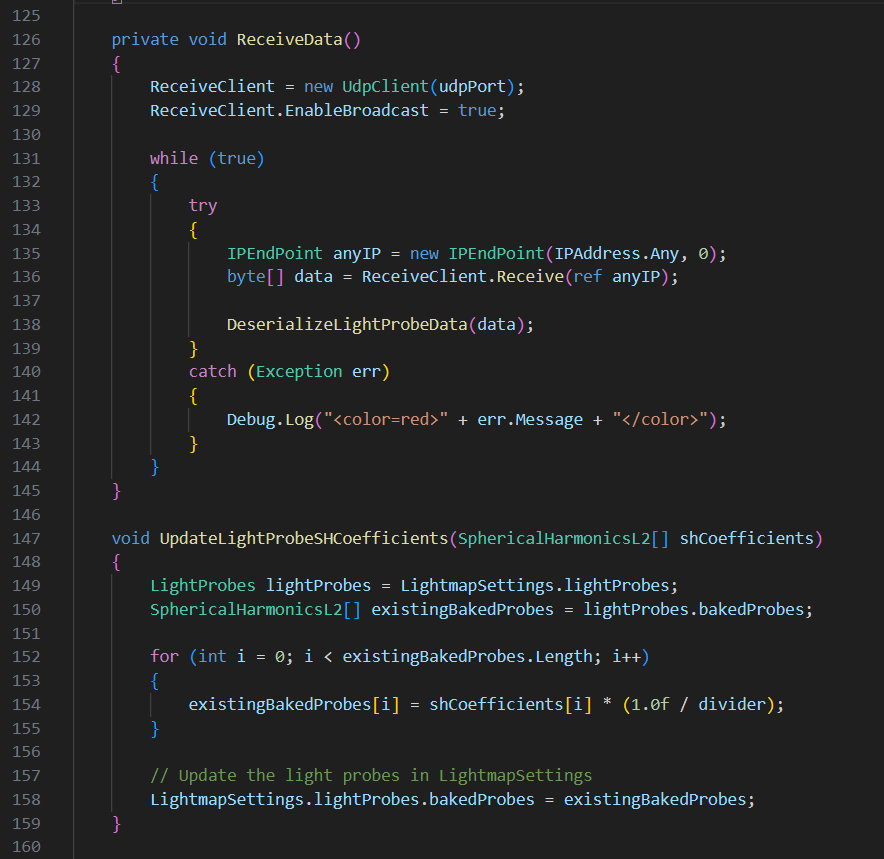 125
126 private void ReceiveData()
127 {
128 ReceiveClient = new UdpClient(udpPort);
129 ReceiveClient.EnableBroadcast = true;
130
131 while (true)
132 {
133 try
134 {
135 IPEndPoint anyIP = new IPEndPoint(IPAddress.Any, 0);
136 byte[] data = ReceiveClient.Receive(ref anyIP);
137
138 DeserializeLightProbeData(data);
139 }
140 catch (Exception err)
141 {
142 Debug.Log("<color=red>" + err.Message + "</color>");
143 }
144 }
145 }
146
147 void UpdateLightProbeSHCoefficients(SphericalHarmonicsL2[] shCoefficients)
148 {
149 LightProbes lightProbes = LightmapSettings.lightProbes;
150 SphericalHarmonicsL2[] existingBakedProbes = lightProbes.bakedProbes;
151
152 for (int i = 0; i < existingBakedProbes.Length; i++)
153 {
154 existingBakedProbes[i] = shCoefficients[i] * (1.0f / divider);
155 }
156
157 // Update the light probes in LightmapSettings
158 LightmapSettings.lightProbes.bakedProbes = existingBakedProbes;
159 }
160